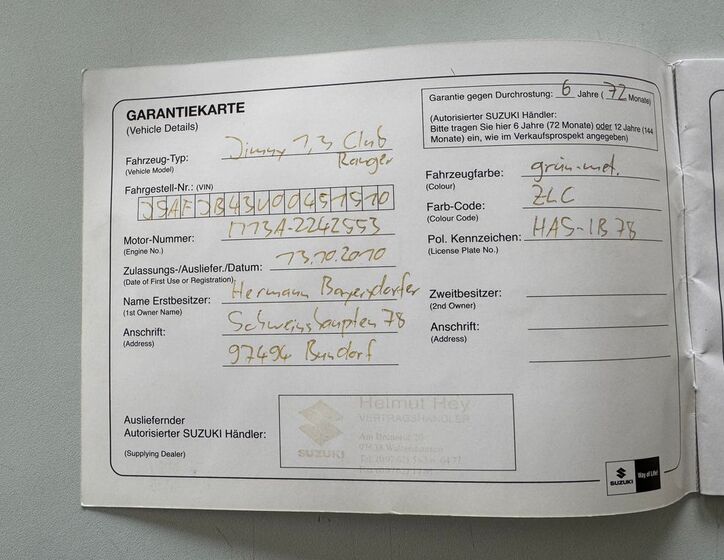 GARANTIEKARTE
(Vehicle Details)
Fahrzeug-Typ: Jimny 1,3 Club
(Vehicle Model) Ranger
Fahrgestell-Nr.: (VIN)
JSAFJB43V00451510
Motor-Nummer: M13A-2242553
(Engine No.)
Zulassungs-/Ausliefer./Datum: 13.10.2010
(Date of First Use or Registration)
Name Erstbesitzer: Hermann Bayersdorfer
(1st Owner Name)
Anschrift: Schweinshaupten 78
(Address)
97494 Bundorf
Ausliefernder
Autorisierter SUZUKI Händler:
(Supplying Dealer)
SUZUKI
Helmut Hey
VERTRAGSHÄNDLER
Garantie gegen Durchrostung: 6 Jahre (72 Monate)
(Autorisierter SUZUKI Händler:
Bitte tragen Sie hier 6 Jahre (72 Monate) oder 12 Jahre (144
Monate) ein, wie im Verkaufsprospekt angegeben)
Fahrzeugfarbe: grün-met.
(Colour)
Farb-Code: ZLC
(Colour Code)
Pol. Kennzeichen: HAS-IB 78
(License Plate No.)
Zweitbesitzer:
(2nd Owner)
Anschrift:
(Address)
SUZUKI Way of Life!